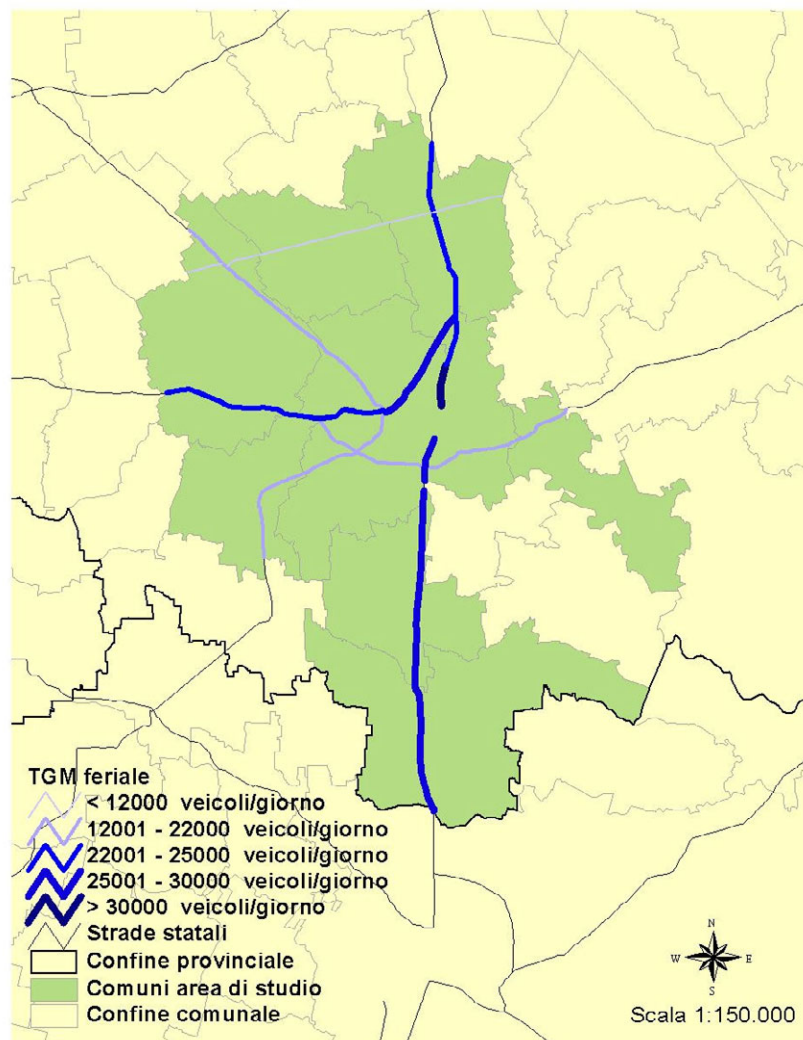 TGM feriale
< 12000 veicoli/giorno
12001 - 22000 veicoli/giorno
22001 - 25000 veicoli/giorno
25001 - 30000 veicoli/giorno
> 30000 veicoli/giorno
Strade statali
Confine provinciale
Comuni area di studio
Confine comunale
N
W E
S
Scala 1:150.000